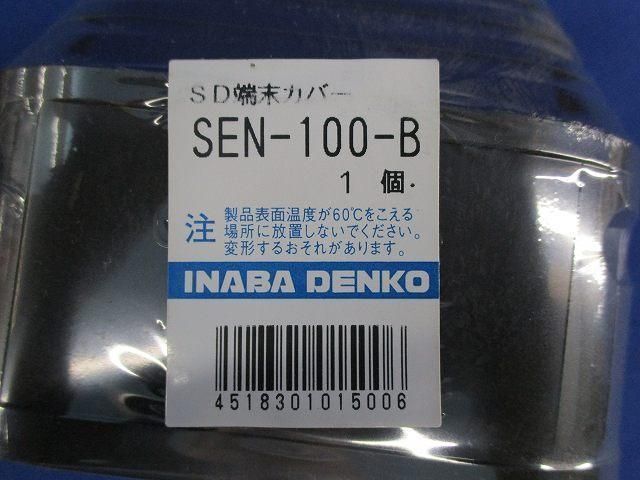 SD端末カバー
SEN-100-B
1 個.
注 製品表面温度が60℃をこえる
場所に放置しないでください。
変形するおそれがあります。
INABA DENKO
4518301015006